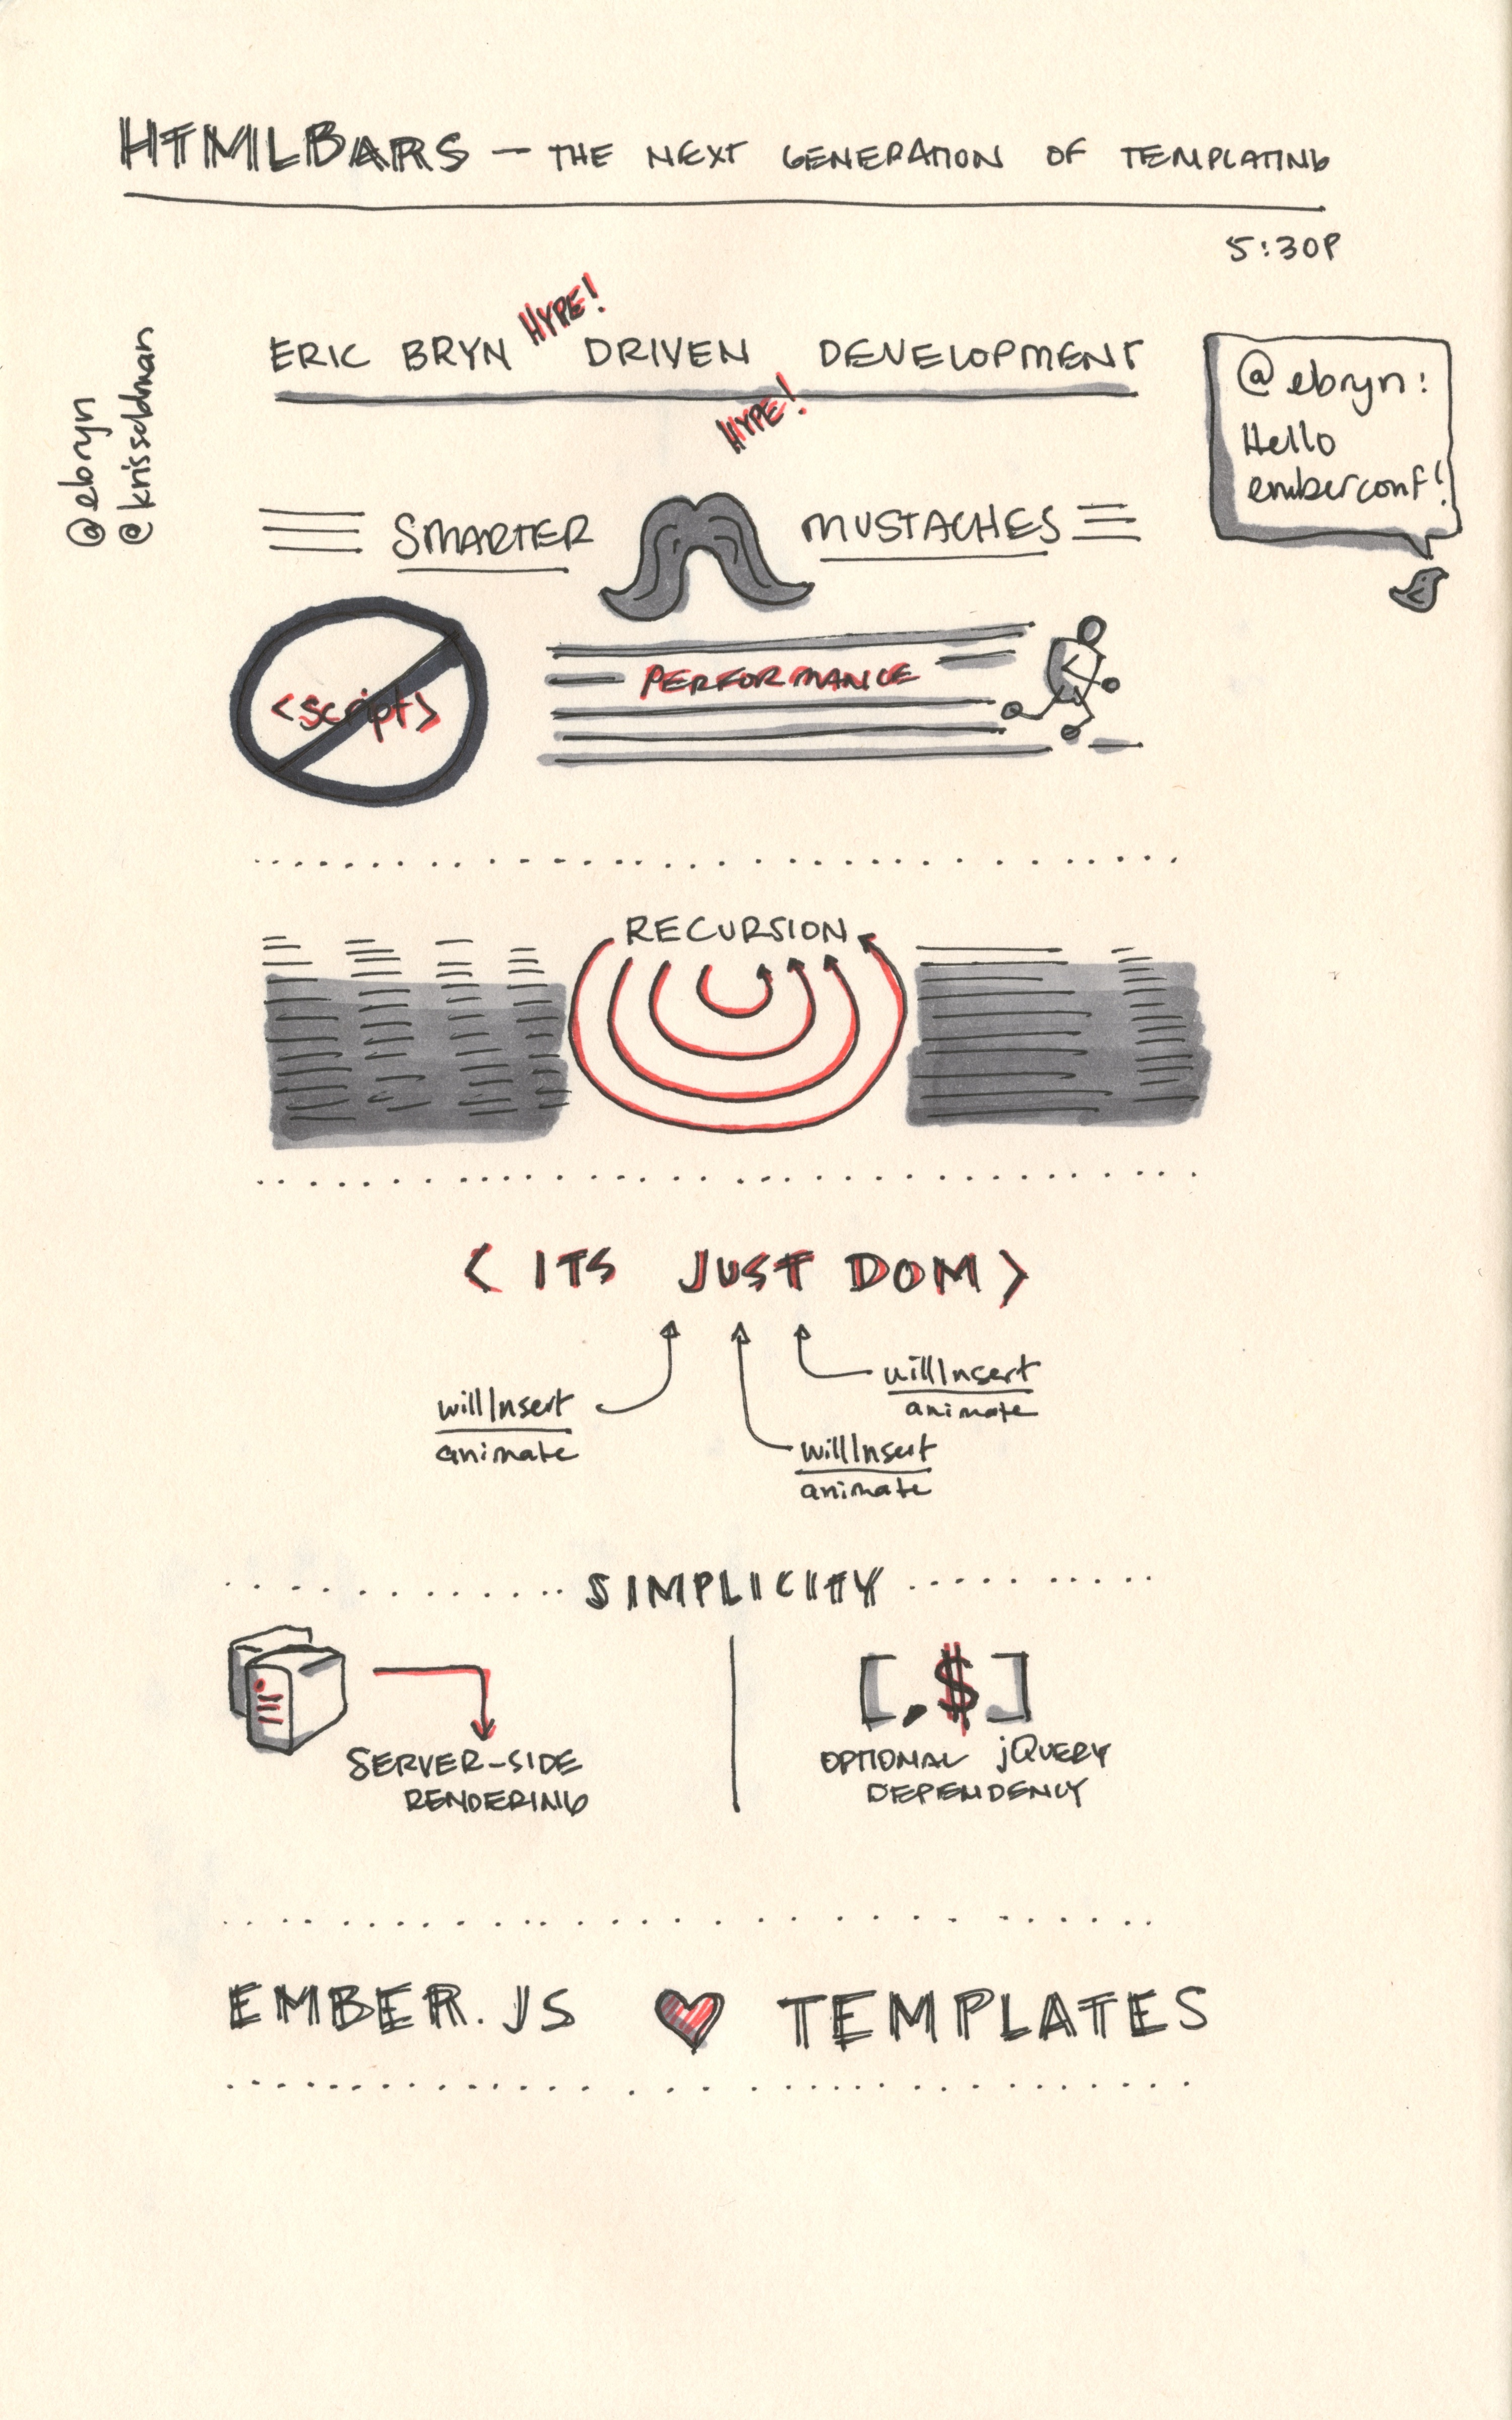 HTMLBARS — THE NEXT GENERATION OF TEMPLATING
5:30P
@ebryn
HYPE!
ERIC BRYN DRIVEN DEVELOPMENT
HYPE!
@ebryn:
Hello
emberconf!
SMARTER MUSTACHES
<script>
PERFORMANCE
RECURSION
< ITS JUST DOM >
willInsert
animate
willInsert
animate
willInsert
animate
SIMPLICITY
SERVER-SIDE
RENDERING
[,$]
OPTIONAL jQUERY
DEPENDENCY
EMBER.JS ♥ TEMPLATES